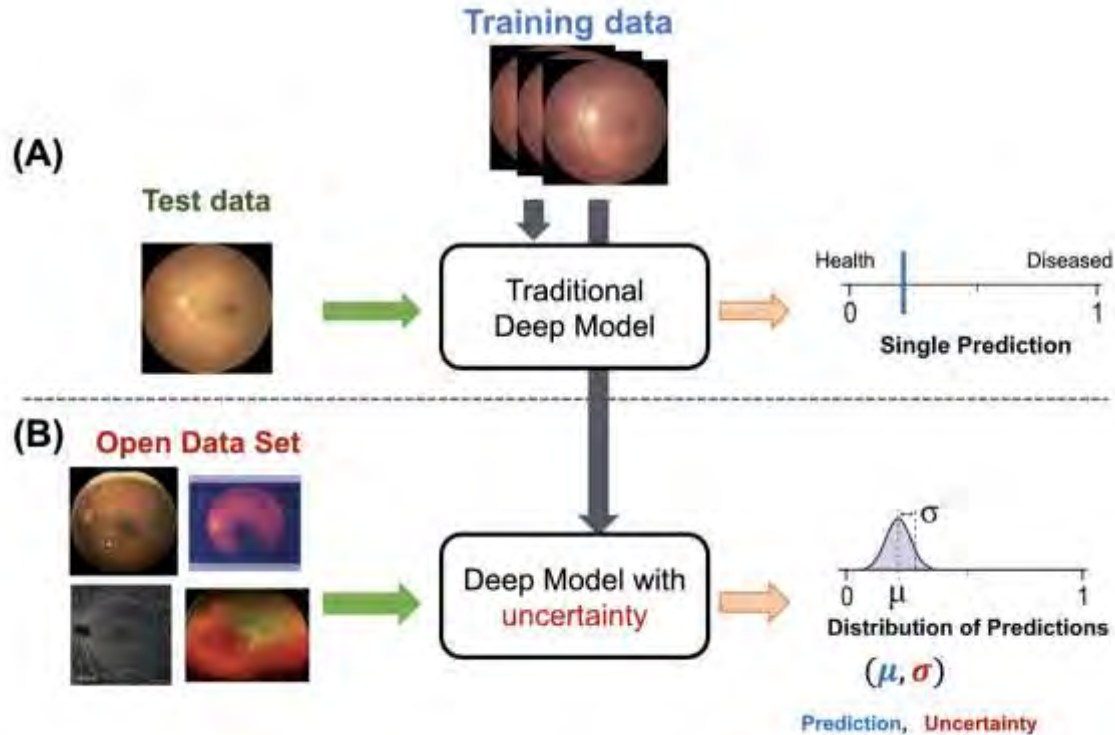 Training data
(A)
Test data
Traditional
Deep Model
Health Diseased
0 1
Single Prediction
(B)
Open Data Set
Deep Model with
uncertainty
σ
0 μ 1
Distribution of Predictions
(μ, σ)
Prediction, Uncertainty